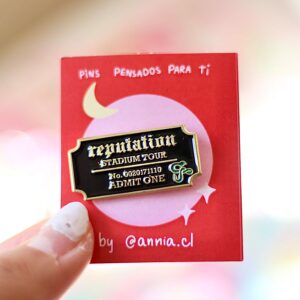 PINS PENSADOS PARA TI
reputation
STADIUM TOUR
No. 0020171110
ADMIT ONE
by @annia.cl